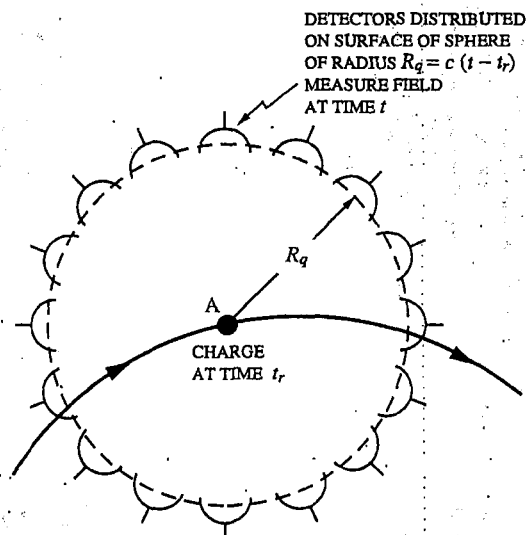 DETECTORS DISTRIBUTED
ON SURFACE OF SPHERE
OF RADIUS R_q = c (t − t_r)
MEASURE FIELD
AT TIME t
R_q
A
CHARGE
AT TIME t_r